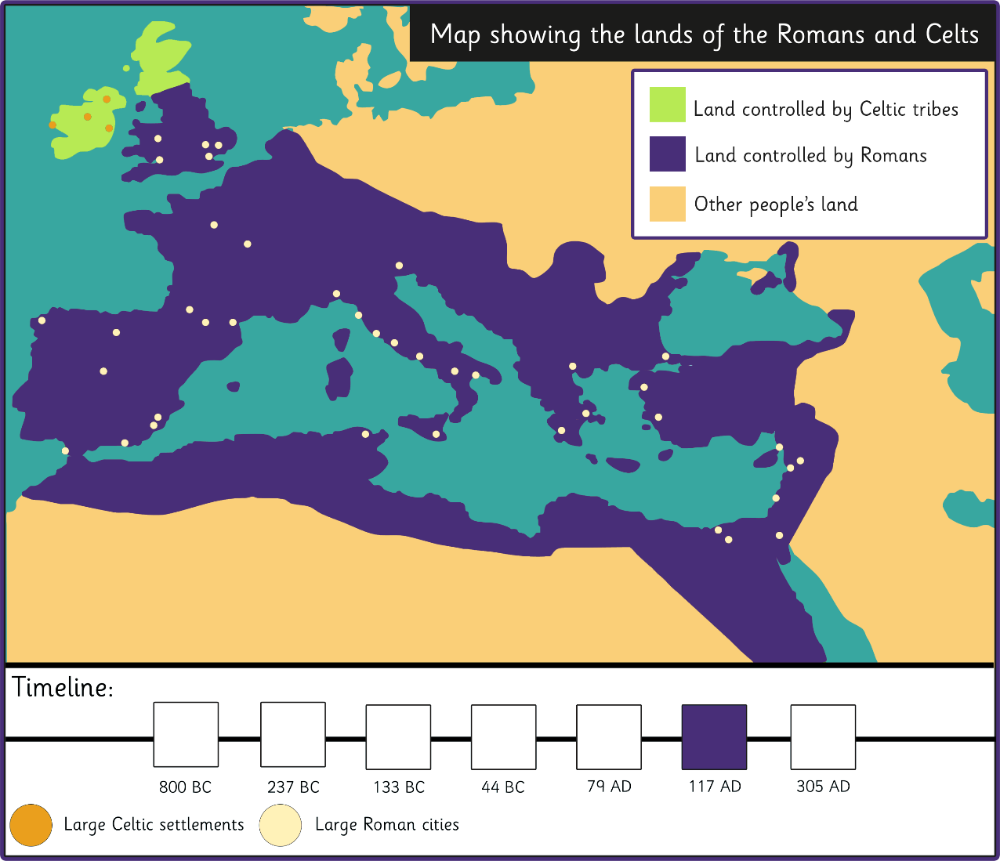 Map showing the lands of the Romans and Celts
Land controlled by Celtic tribes
Land controlled by Romans
Other people's land
Timeline:
800 BC 237 BC 133 BC 44 BC 79 AD 117 AD 305 AD
Large Celtic settlements Large Roman cities